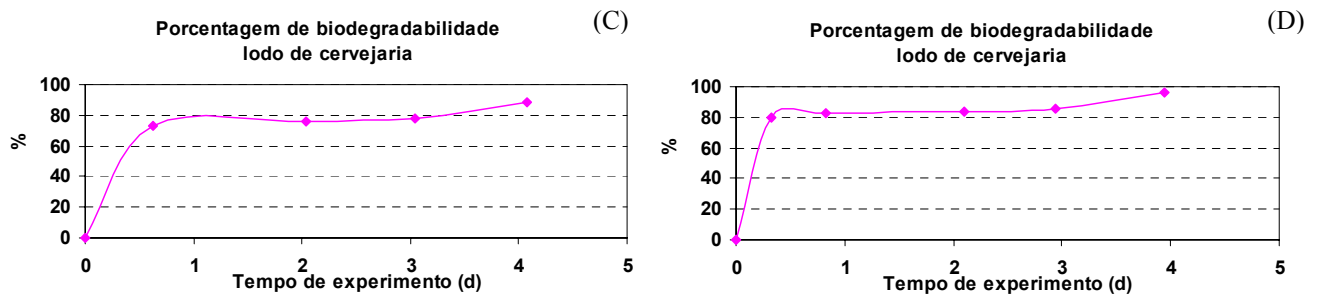 Porcentagem de biodegradabilidade
lodo de cervejaria
(C)
%
100
80
60
40
20
0
0 1 2 3 4 5
Tempo de experimento (d)
Porcentagem de biodegradabilidade
lodo de cervejaria
(D)
%
100
80
60
40
20
0
0 1 2 3 4 5
Tempo de experimento (d)